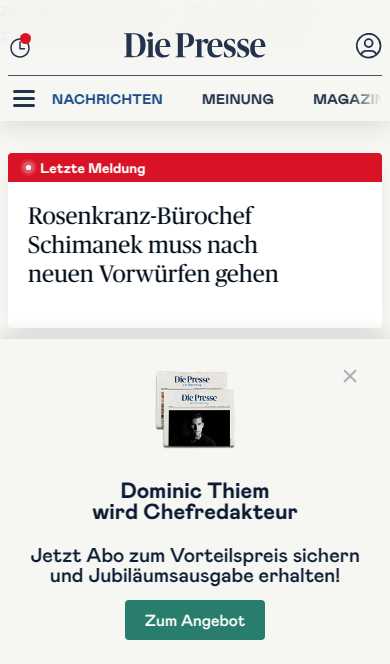 Die Presse
NACHRICHTEN MEINUNG MAGAZIN
Letzte Meldung
Rosenkranz-Bürochef
Schimanek muss nach
neuen Vorwürfen gehen
Die Presse
Die Presse
Dominic Thiem
wird Chefredakteur
Jetzt Abo zum Vorteilspreis sichern
und Jubiläumsausgabe erhalten!
Zum Angebot